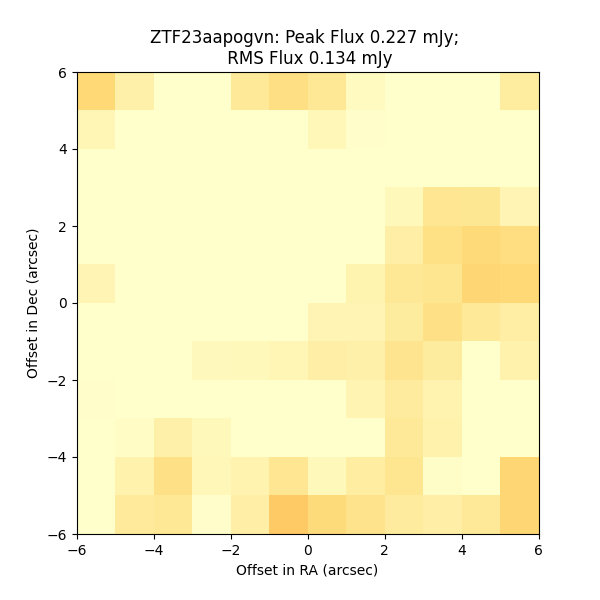 ZTF23aapogvn: Peak Flux 0.227 mJy;
RMS Flux 0.134 mJy
6
4
2
0
−2
−4
−6
Offset in Dec (arcsec)
−6 −4 −2 0 2 4 6
Offset in RA (arcsec)